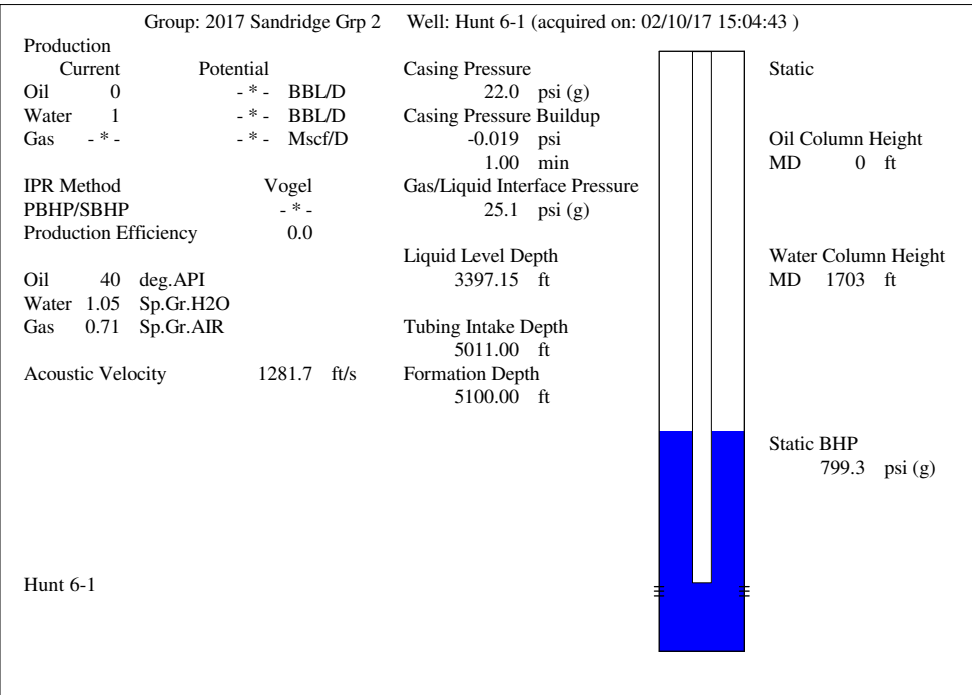 Group: 2017 Sandridge Grp 2 Well: Hunt 6-1 (acquired on: 02/10/17 15:04:43 )
Production
Current Potential
Oil 0 - * - BBL/D
Water 1 - * - BBL/D
Gas - * - - * - Mscf/D
IPR Method Vogel
PBHP/SBHP - * -
Production Efficiency 0.0
Oil 40 deg.API
Water 1.05 Sp.Gr.H2O
Gas 0.71 Sp.Gr.AIR
Acoustic Velocity 1281.7 ft/s
Casing Pressure
22.0 psi (g)
Casing Pressure Buildup
-0.019 psi
1.00 min
Gas/Liquid Interface Pressure
25.1 psi (g)
Liquid Level Depth
3397.15 ft
Tubing Intake Depth
5011.00 ft
Formation Depth
5100.00 ft
Static
Oil Column Height
MD 0 ft
Water Column Height
MD 1703 ft
Static BHP
799.3 psi (g)
Hunt 6-1